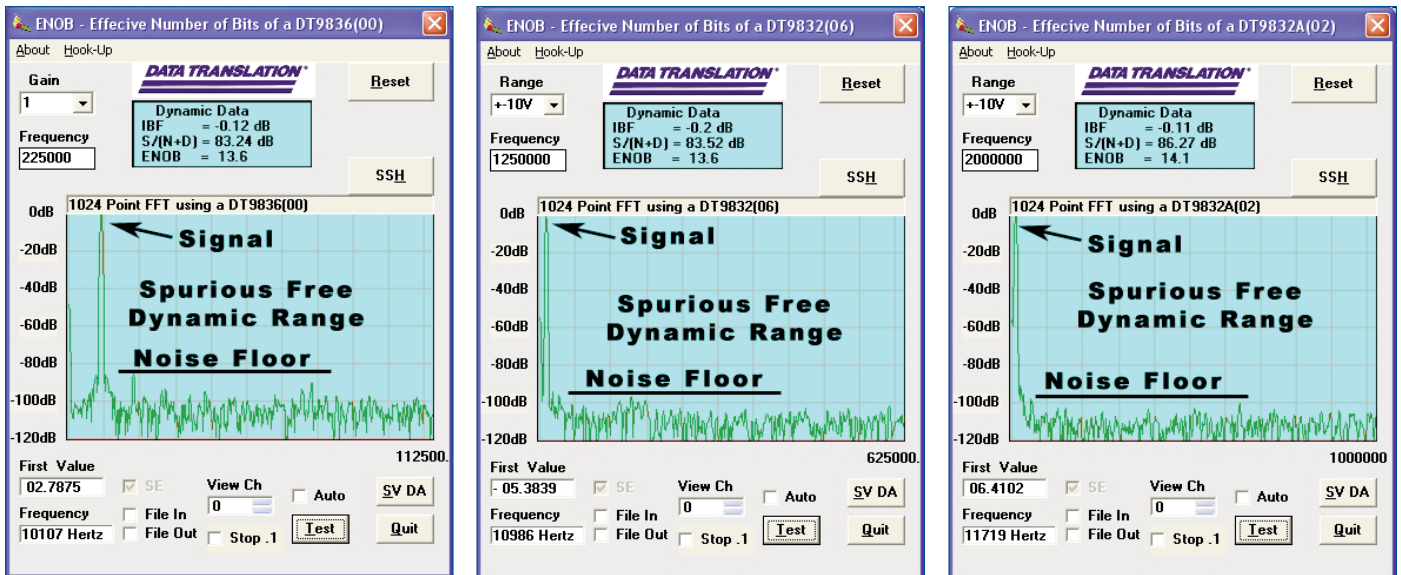 ENOB - Effecive Number of Bits of a DT9836(00)
About Hook-Up
Gain
1
DATA TRANSLATION
Reset
Dynamic Data
IBF = -0.12 dB
S/(N+D) = 83.24 dB
ENOB = 13.6
Frequency
225000
SSH
1024 Point FFT using a DT9836(00)
0dB
-20dB
-40dB
-60dB
-80dB
-100dB
-120dB
Signal
Spurious Free
Dynamic Range
Noise Floor
112500.
First Value
02.7875
SE
View Ch
0
Auto
SV DA
Frequency
10107 Hertz
File In
File Out
Stop .1
Test
Quit
ENOB - Effecive Number of Bits of a DT9832(06)
About Hook-Up
Range
+-10V
DATA TRANSLATION
Reset
Dynamic Data
IBF = -0.2 dB
S/(N+D) = 83.52 dB
ENOB = 13.6
Frequency
1250000
SSH
1024 Point FFT using a DT9832(06)
0dB
-20dB
-40dB
-60dB
-80dB
-100dB
-120dB
Signal
Spurious Free
Dynamic Range
Noise Floor
625000.
First Value
- 05.3839
SE
View Ch
0
Auto
SV DA
Frequency
10986 Hertz
File In
File Out
Stop .1
Test
Quit
ENOB - Effecive Number of Bits of a DT9832A(02)
About Hook-Up
Range
+-10V
DATA TRANSLATION
Reset
Dynamic Data
IBF = -0.11 dB
S/(N+D) = 86.27 dB
ENOB = 14.1
Frequency
2000000
SSH
1024 Point FFT using a DT9832A(02)
0dB
-20dB
-40dB
-60dB
-80dB
-100dB
-120dB
Signal
Spurious Free
Dynamic Range
Noise Floor
1000000
First Value
06.4102
SE
View Ch
0
Auto
SV DA
Frequency
11719 Hertz
File In
File Out
Stop .1
Test
Quit